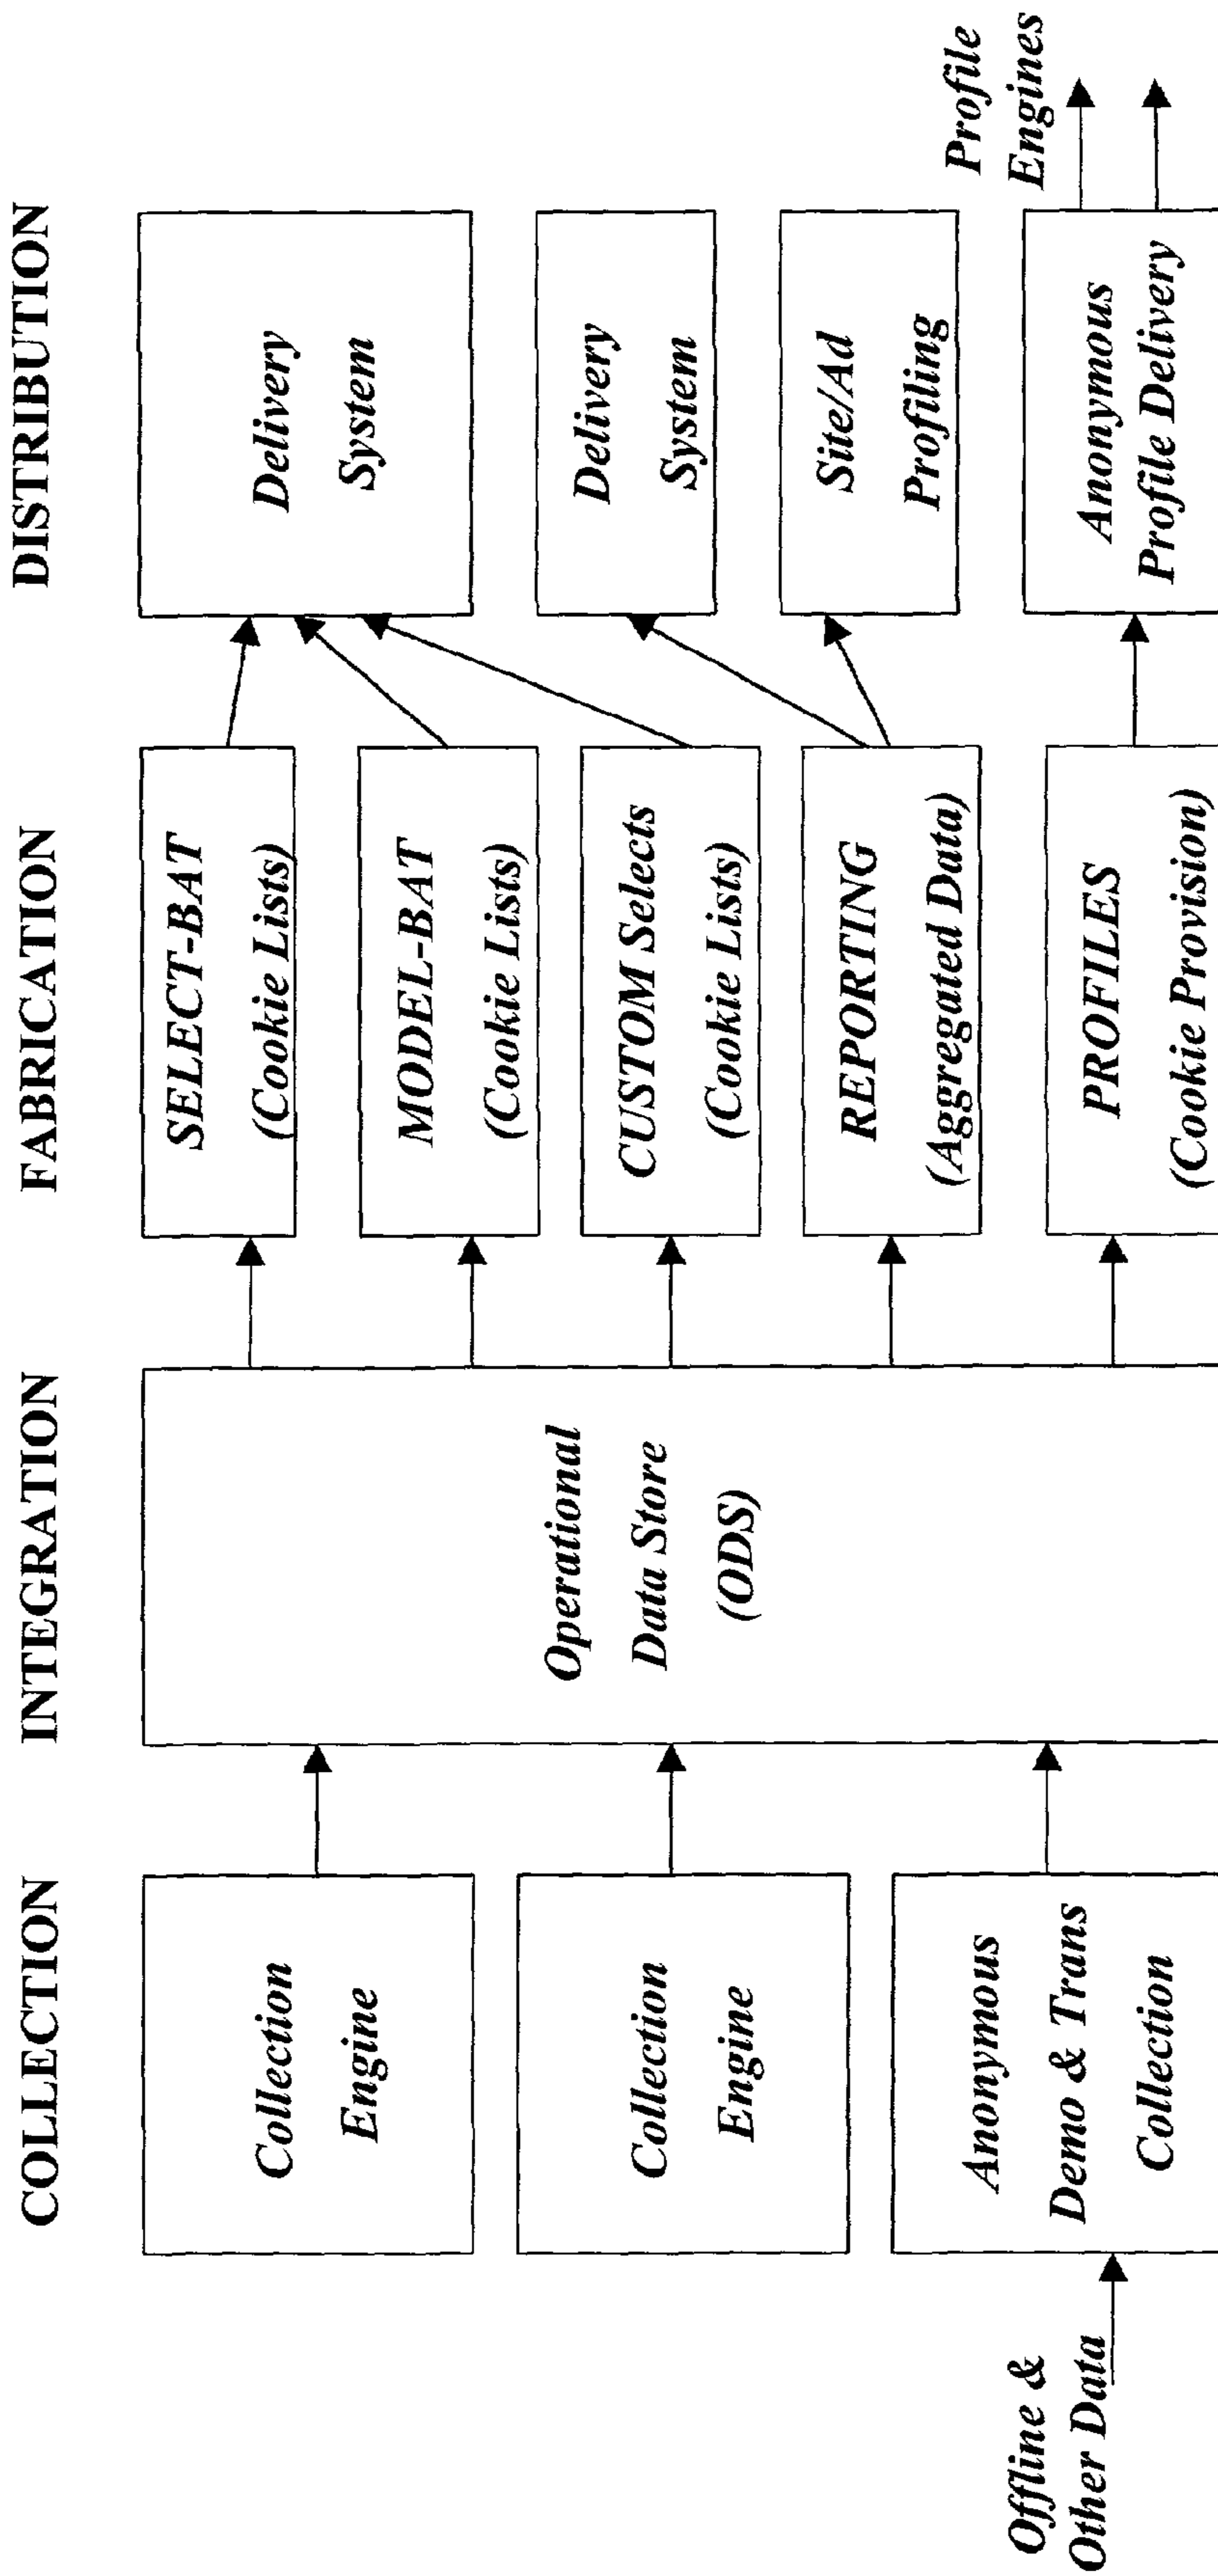 COLLECTION
INTEGRATION
FABRICATION
DISTRIBUTION
Offline &
Other Data
Collection
Engine
Collection
Engine
Anonymous
Demo & Trans
Collection
Operational
Data Store
(ODS)
SELECT-BAT
(Cookie Lists)
MODEL-BAT
(Cookie Lists)
CUSTOM Selects
(Cookie Lists)
REPORTING
(Aggregated Data)
PROFILES
(Cookie Provision)
Delivery
System
Delivery
System
Site/Ad
Profiling
Anonymous
Profile Delivery
Profile
Engines